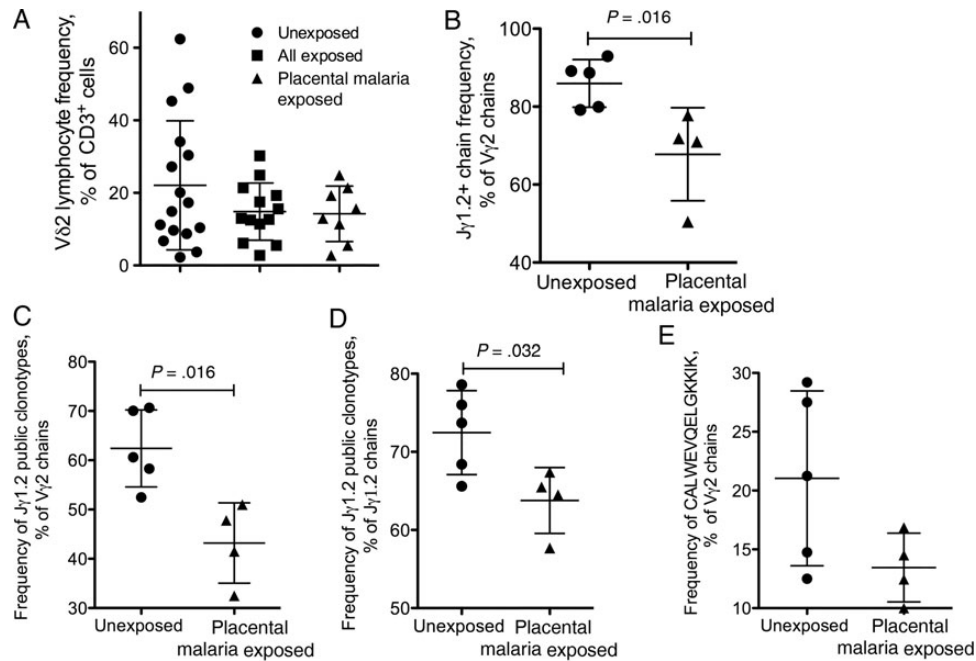 A
Vδ2 lymphocyte frequency,
% of CD3⁺ cells
60
40
20
0
Unexposed
All exposed
Placental malaria
exposed
B
Jγ1.2+ chain frequency,
% of Vγ2 chains
100
80
60
40
P = .016
Unexposed
Placental
malaria exposed
C
Frequency of Jγ1.2 public clonotypes,
% of Vγ2 chains
80
70
60
50
40
30
P = .016
Unexposed
Placental
malaria exposed
D
Frequency of Jγ1.2 public clonotypes,
% of Jγ1.2 chains
80
70
60
50
P = .032
Unexposed
Placental
malaria exposed
E
Frequency of CALWEVQELGKKIK,
% of Vγ2 chains
30
25
20
15
10
Unexposed
Placental
malaria exposed